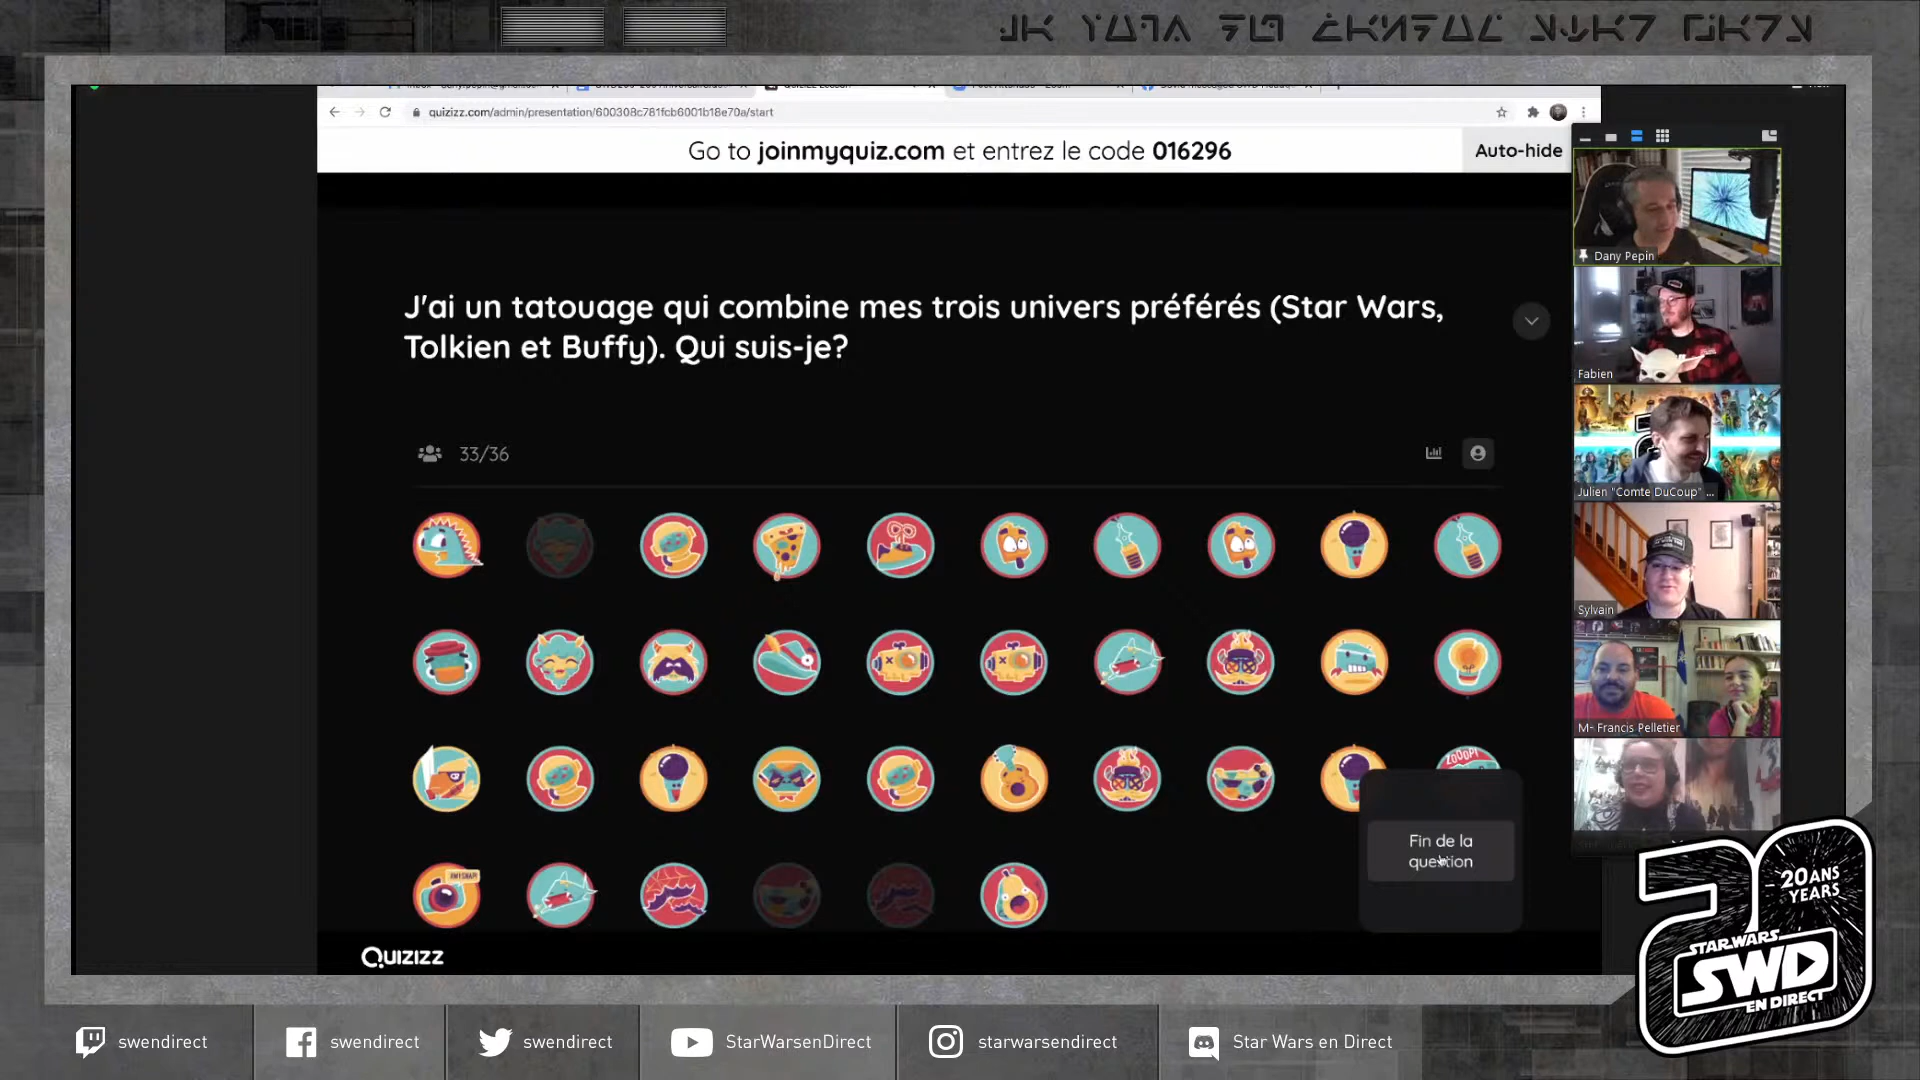 quizizz.com/admin/presentation/600308c781fcb6001b18e70a/start
Go to joinmyquiz.com et entrez le code 016296
Auto-hide
J'ai un tatouage qui combine mes trois univers préférés (Star Wars,
Tolkien et Buffy). Qui suis-je?
33/36
Dany Pepin
Fabien
Julien "Comte DuCoup" ...
Sylvain
M- Francis Pelletier
ZOOOP!
AW! SNAP!
Fin de la
question
Quizizz
20 ANS
YEARS
STAR WARS
SWD
EN DIRECT
swendirect
swendirect
swendirect
StarWarsenDirect
starwarsendirect
Star Wars en Direct